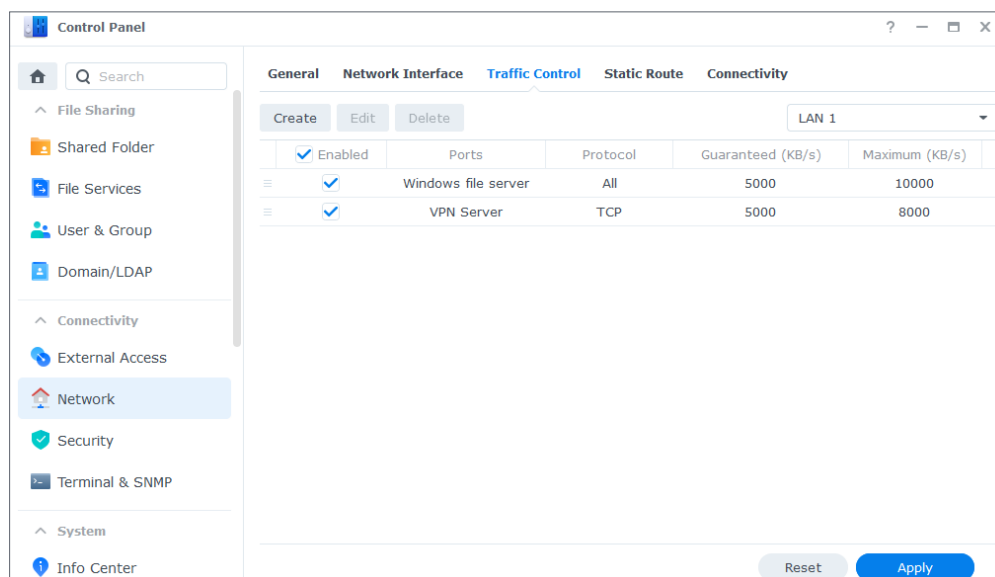 Control Panel
?
Search
File Sharing
Shared Folder
File Services
User & Group
Domain/LDAP
Connectivity
External Access
Network
Security
Terminal & SNMP
System
Info Center
General Network Interface Traffic Control Static Route Connectivity
Create Edit Delete LAN 1
Enabled Ports Protocol Guaranteed (KB/s) Maximum (KB/s)
Windows file server All 5000 10000
VPN Server TCP 5000 8000
Reset Apply